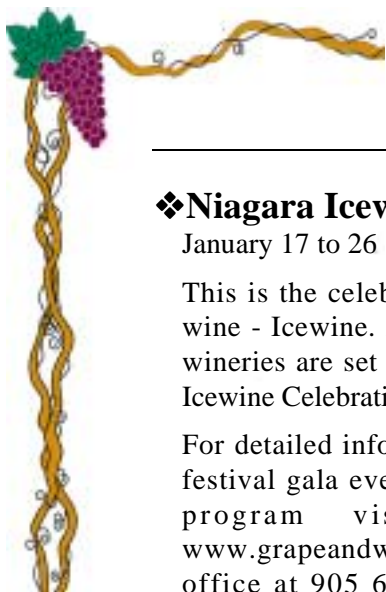 ❖Niagara Icew
January 17 to 26
This is the celeb
wine - Icewine.
wineries are set
Icewine Celebrati
For detailed info
festival gala eve
program vis
www.grapeandw
office at 905 6